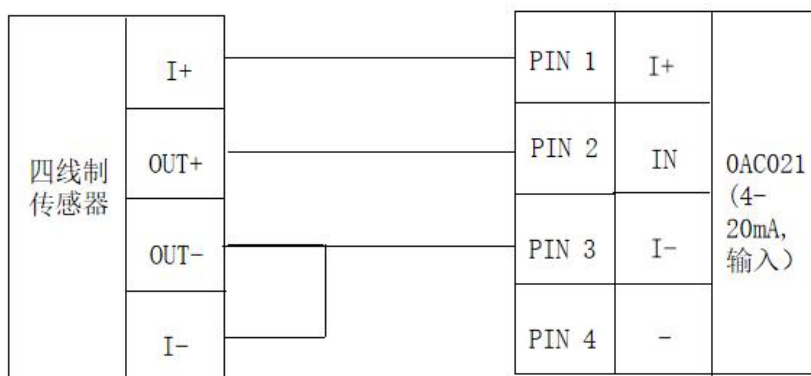 I+
OUT+
OUT-
I-
四线制
传感器
PIN 1
I+
PIN 2
IN
PIN 3
I-
PIN 4
-
OAC021
(4-
20mA,
输入）